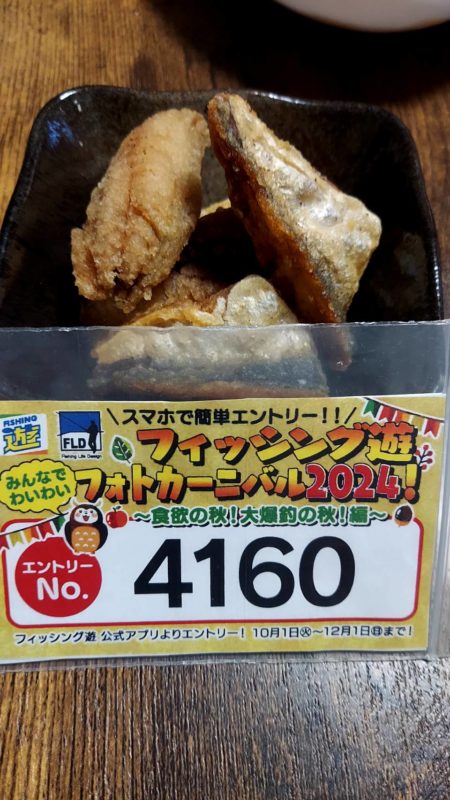 \スマホで簡単エントリー!!/
FISHING
遊
FLD
Fishing Life Design
フィッシング遊
みんなで
わいわい
フォトカーニバル2024!
~食欲の秋!大爆釣の秋!編~
エントリー
No.
4160
フィッシング遊 公式アプリよりエントリー! 10月1日㊋~12月1日㊐まで!